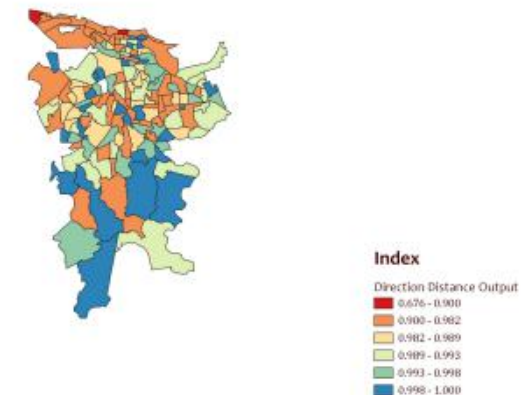 Index
Direction Distance Output
0.676 - 0.900
0.900 - 0.982
0.982 - 0.989
0.989 - 0.993
0.993 - 0.998
0.998 - 1.000